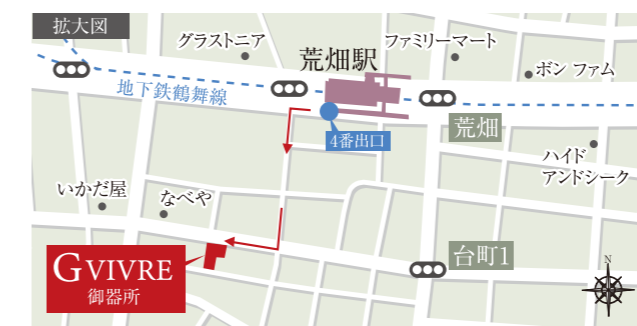 拡大図
グラストニア
荒畑駅
ファミリーマート
ボン ファム
地下鉄鶴舞線
4番出口
荒畑
ハイド
アンドシーク
いかだ屋
なべや
GVIVRE
御器所
台町1
N